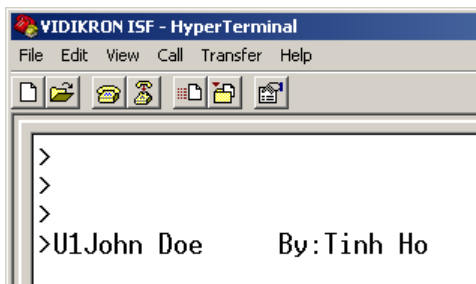 VIDIKRON ISF - HyperTerminal
File Edit View Call Transfer Help
>
>
>
>U1John Doe     By:Tinh Ho